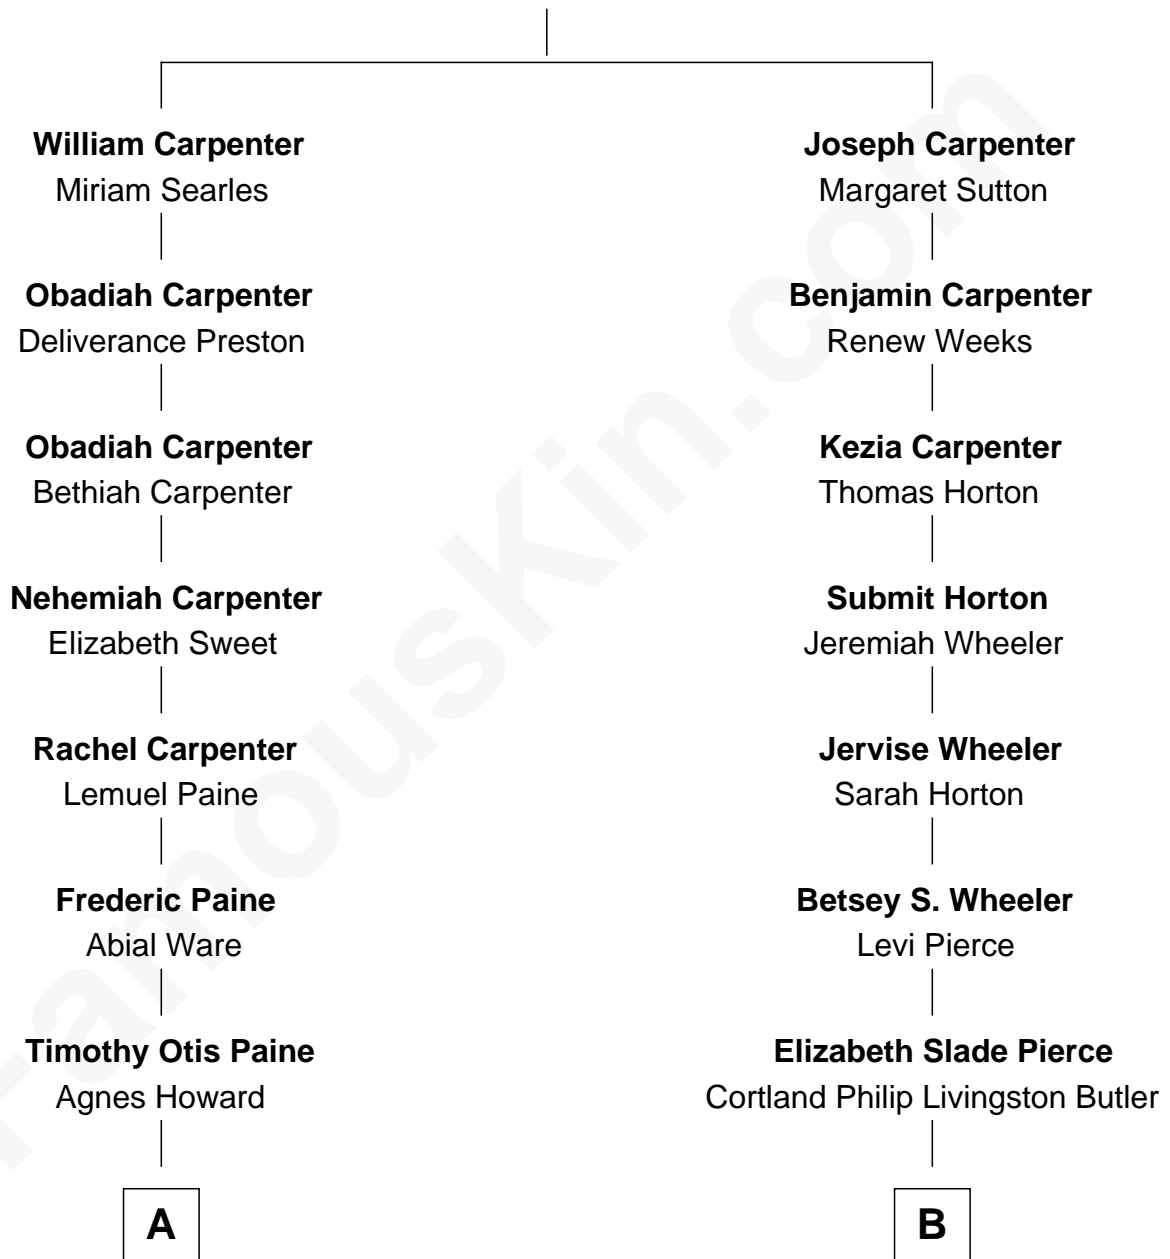 William Carpenter
Miriam Searles
Obadiah Carpenter
Deliverance Preston
Obadiah Carpenter
Bethiah Carpenter
Nehemiah Carpenter
Elizabeth Sweet
Rachel Carpenter
Lemuel Paine
Frederic Paine
Abial Ware
Timothy Otis Paine
Agnes Howard
A
Joseph Carpenter
Margaret Sutton
Benjamin Carpenter
Renew Weeks
Kezia Carpenter
Thomas Horton
Submit Horton
Jeremiah Wheeler
Jervise Wheeler
Sarah Horton
Betsey S. Wheeler
Levi Pierce
Elizabeth Slade Pierce
Cortland Philip Livingston Butler
B
FamousKin.com